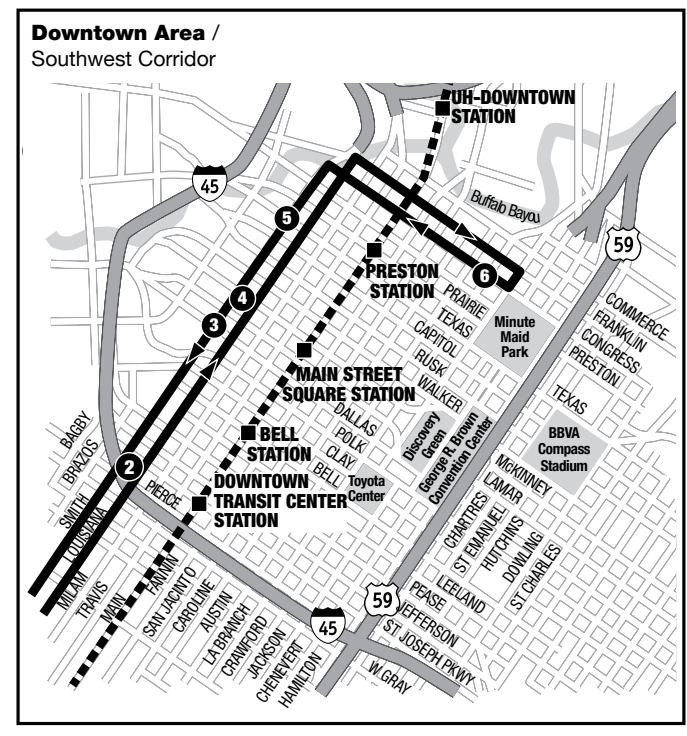 Downtown Area /
Southwest Corridor
UH-DOWNTOWN
STATION
45
Buffalo Bayou
5
59
PRESTON
STATION
6
4
3
PRAIRIE
TEXAS
CAPITOL
RUSK
WALKER
Minute
Maid
Park
COMMERCE
FRANKLIN
CONGRESS
PRESTON
TEXAS
MAIN STREET
SQUARE STATION
DALLAS
POLK
CLAY
BELL
Discovery
Green
George R. Brown
Convention Center
BBVA
Compass
Stadium
BELL
STATION
BAGBY
BRAZOS
2
PIERCE
DOWNTOWN
TRANSIT CENTER
STATION
Toyota
Center
McKINNEY
LAMAR
CHARTRES
ST EMANUEL
HUTCHINS
DOWLING
ST CHARLES
SMITH
LOUISIANA
MILAM
TRAVIS
MAIN
FANNIN
SAN JACINTO
CAROLINE
AUSTIN
LA BRANCH
CRAWFORD
JACKSON
CHENEVERT
HAMILTON
59
45
LEELAND
PEASE
JEFFERSON
ST JOSEPH PKWY
W. GRAY